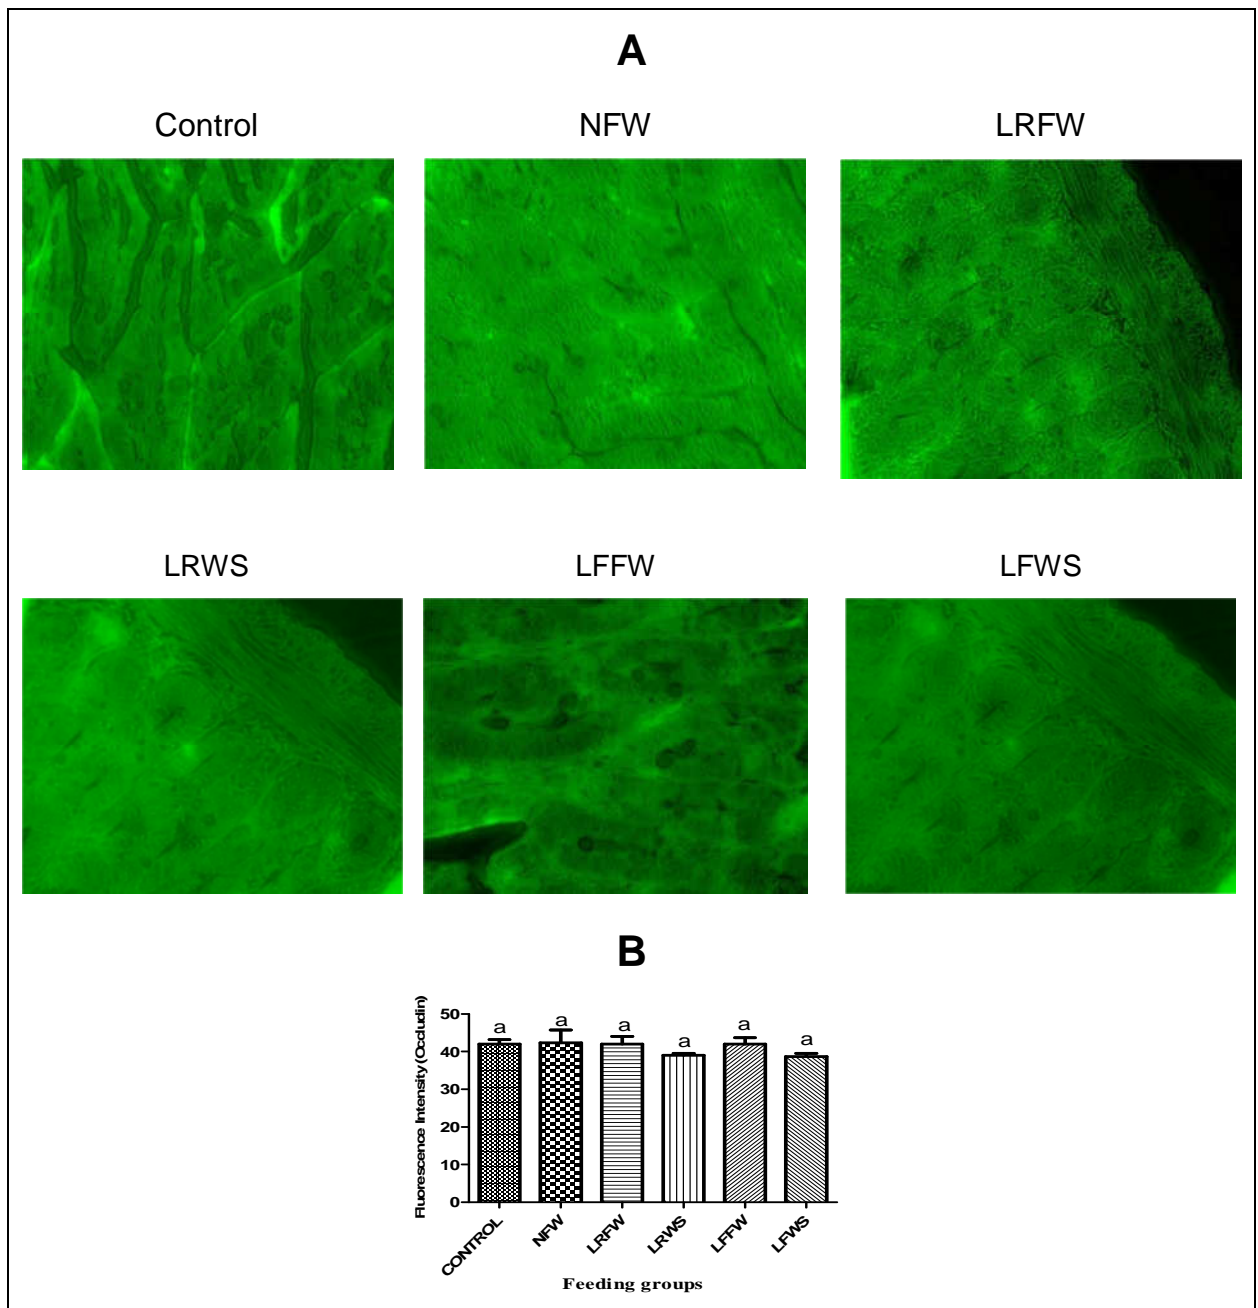 A
Control NFW LRFW
LRWS LFFW LFWS
B
Fluorescence Intensity (Occludin)
50
40
30
20
10
0
a a a a a a
CONTROL NFW LRFW LRWS LFFW LFWS
Feeding groups